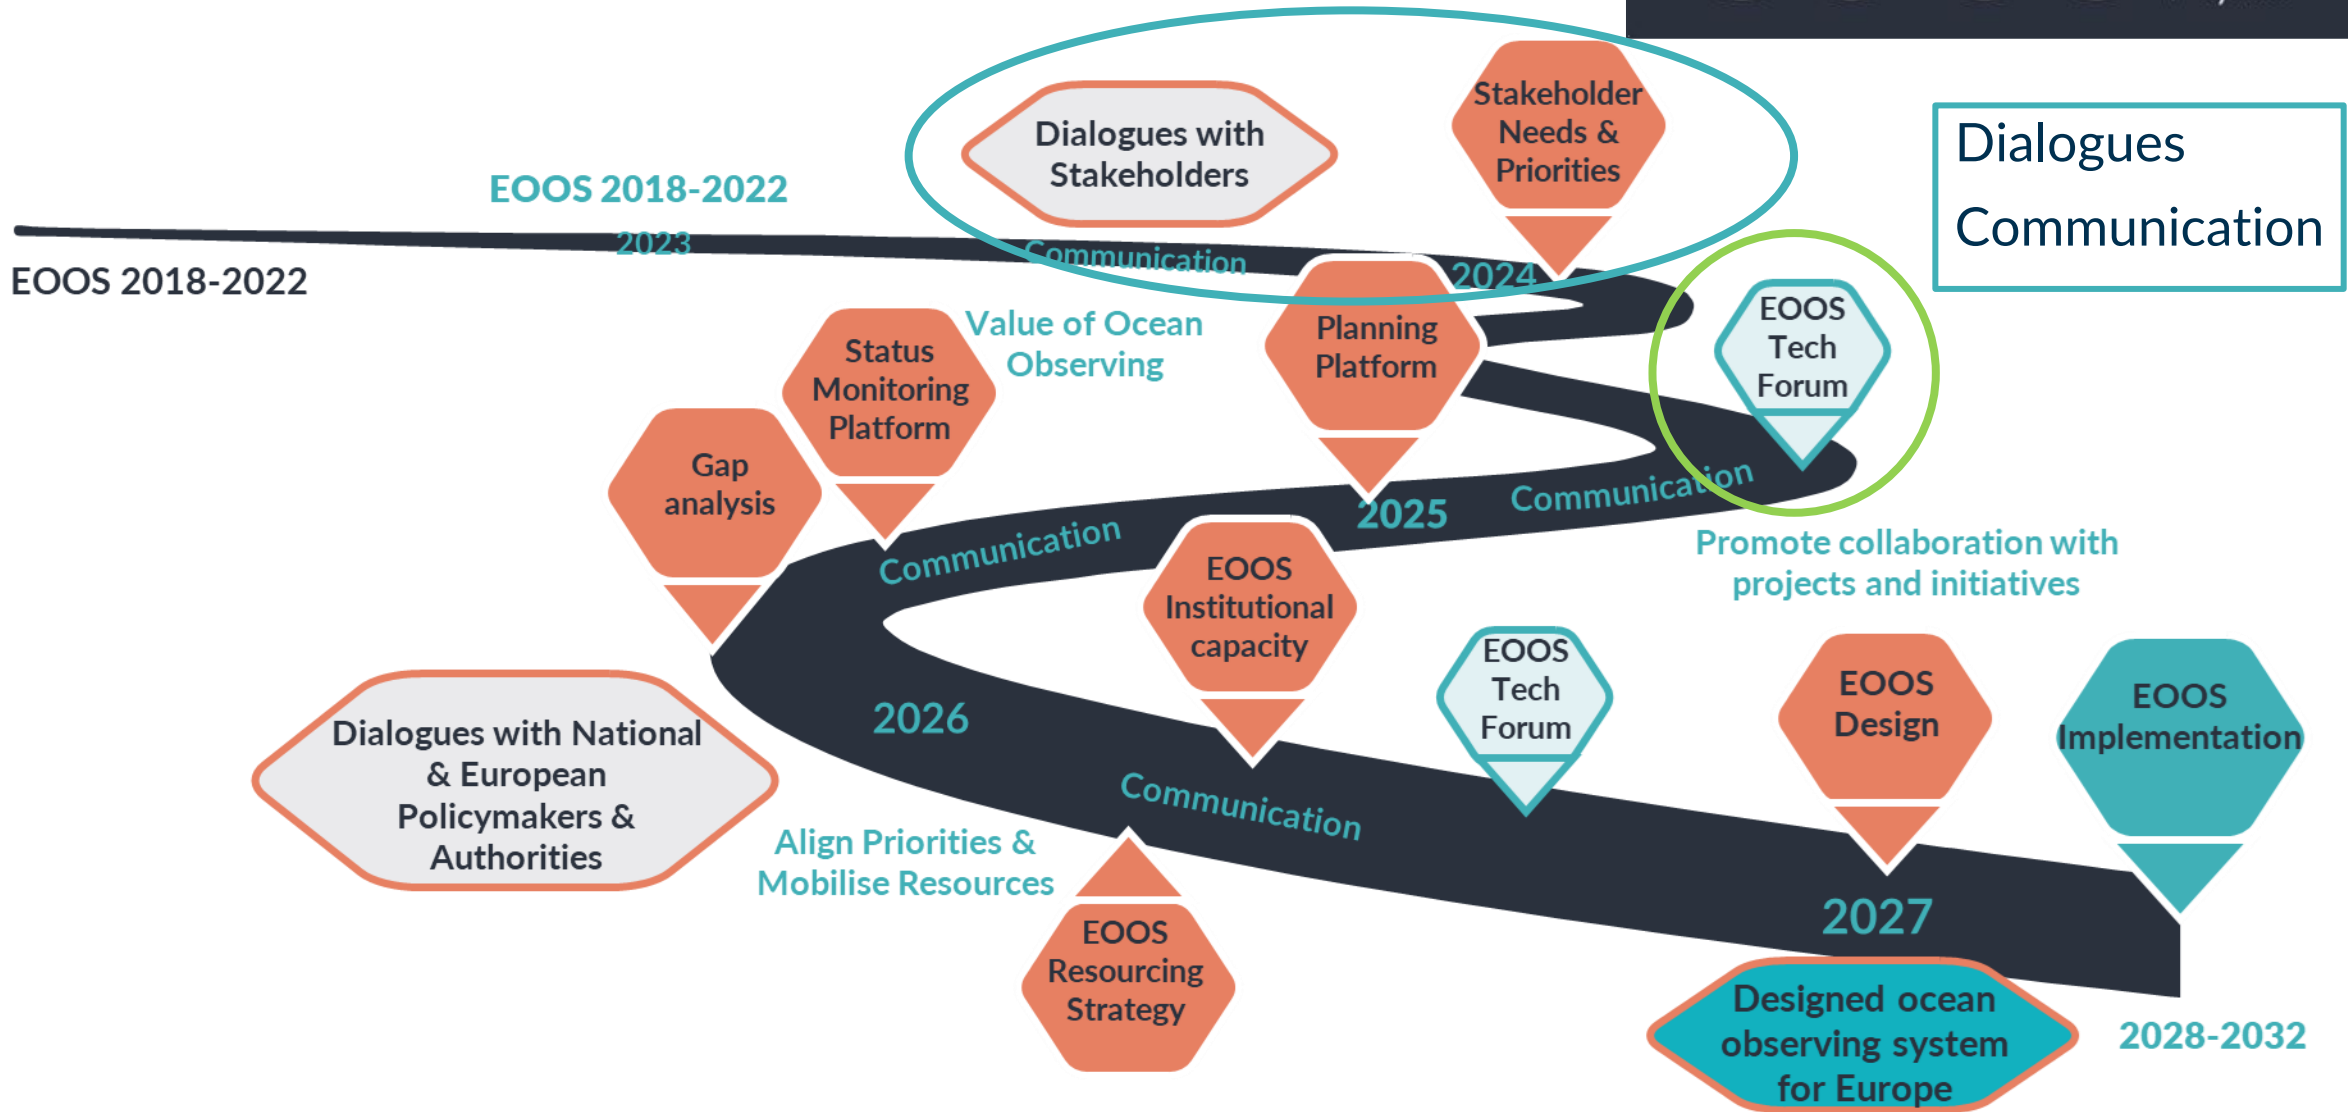 Dialogues with
Stakeholders
Stakeholder
Needs &
Priorities
Dialogues
Communication
EOOS 2018-2022
2023
EOOS 2018-2022
Communication
2024
Value of Ocean
Observing
Planning
Platform
EOOS
Tech
Forum
Status
Monitoring
Platform
Gap
analysis
Communication
2025
Communication
Promote collaboration with
projects and initiatives
EOOS
Institutional
capacity
EOOS
Tech
Forum
EOOS
Design
EOOS
Implementation
2026
Dialogues with National
& European
Policymakers &
Authorities
Communication
Align Priorities &
Mobilise Resources
EOOS
Resourcing
Strategy
2027
Designed ocean
observing system
for Europe
2028-2032